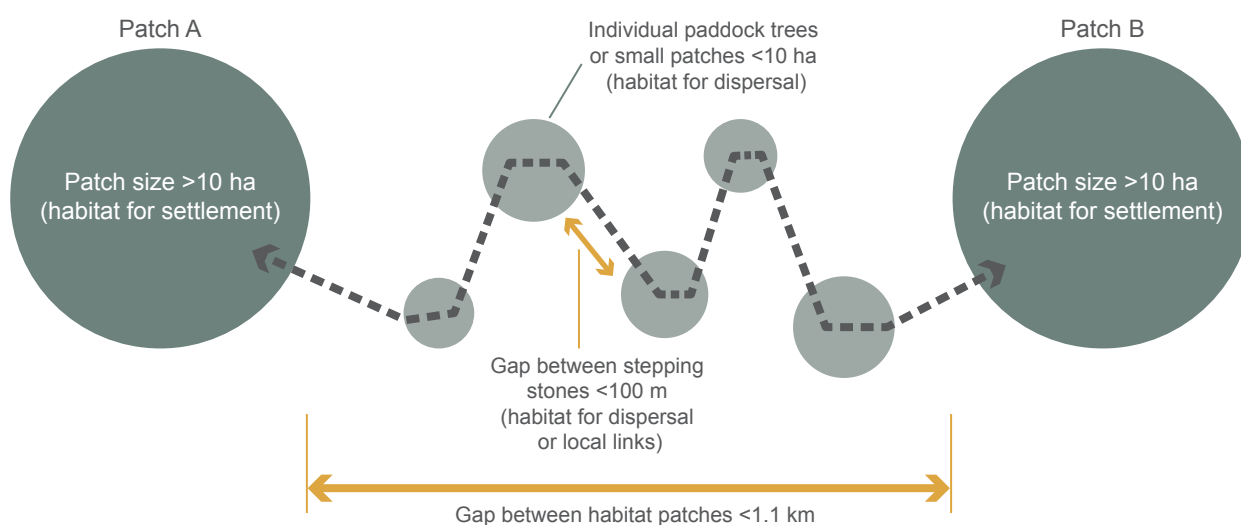 Patch A
Individual paddock trees
or small patches <10 ha
(habitat for dispersal)
Patch B
Patch size >10 ha
(habitat for settlement)
Patch size >10 ha
(habitat for settlement)
Gap between stepping
stones <100 m
(habitat for dispersal
or local links)
Gap between habitat patches <1.1 km